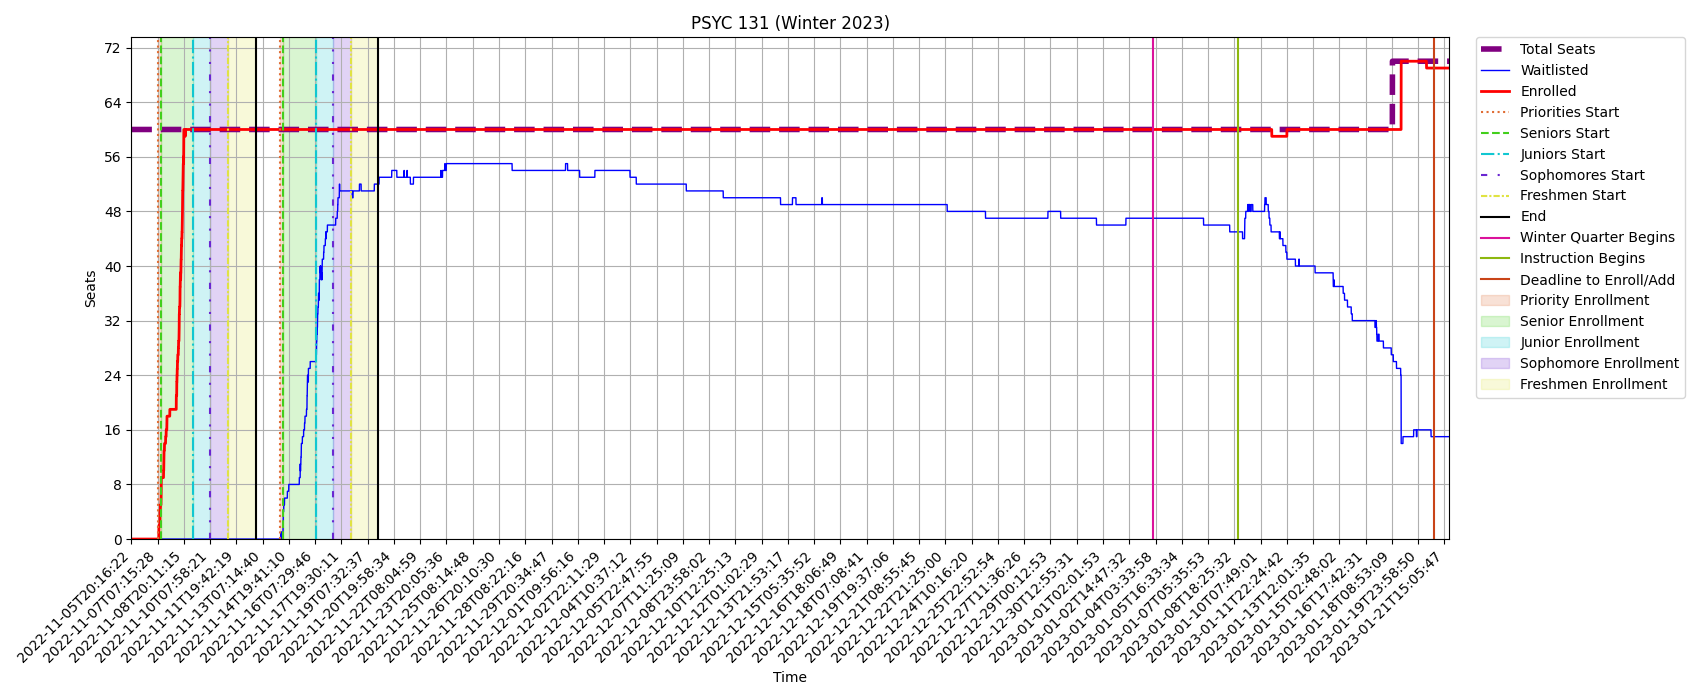 PSYC 131 (Winter 2023)
72
64
56
48
40
32
24
16
8
0
Seats
2022-11-05T20:16:22
2022-11-07T07:15:28
2022-11-08T20:11:15
2022-11-10T07:58:21
2022-11-11T19:42:19
2022-11-13T07:14:40
2022-11-14T19:41:10
2022-11-16T07:29:46
2022-11-17T19:30:11
2022-11-19T07:32:37
2022-11-20T19:58:34
2022-11-22T08:04:59
2022-11-23T20:05:36
2022-11-25T08:14:48
2022-11-26T20:10:30
2022-11-28T08:22:16
2022-11-29T20:34:47
2022-12-01T09:56:16
2022-12-02T22:11:29
2022-12-04T10:37:12
2022-12-05T22:47:55
2022-12-07T11:25:09
2022-12-08T23:58:02
2022-12-10T12:25:13
2022-12-12T01:02:29
2022-12-13T21:53:17
2022-12-15T05:35:52
2022-12-16T18:06:49
2022-12-18T07:08:41
2022-12-19T19:37:06
2022-12-21T08:55:45
2022-12-22T21:25:00
2022-12-24T10:16:20
2022-12-25T22:52:54
2022-12-27T11:36:26
2022-12-29T00:12:53
2022-12-30T12:55:31
2023-01-01T02:01:53
2023-01-02T14:47:32
2023-01-04T03:35:58
2023-01-05T16:33:34
2023-01-07T05:35:53
2023-01-08T18:25:32
2023-01-10T07:49:01
2023-01-11T22:24:42
2023-01-13T12:01:35
2023-01-15T02:48:02
2023-01-16T17:42:31
2023-01-18T08:53:09
2023-01-19T23:58:50
2023-01-21T15:05:47
Time
Total Seats
Waitlisted
Enrolled
Priorities Start
Seniors Start
Juniors Start
Sophomores Start
Freshmen Start
End
Winter Quarter Begins
Instruction Begins
Deadline to Enroll/Add
Priority Enrollment
Senior Enrollment
Junior Enrollment
Sophomore Enrollment
Freshmen Enrollment